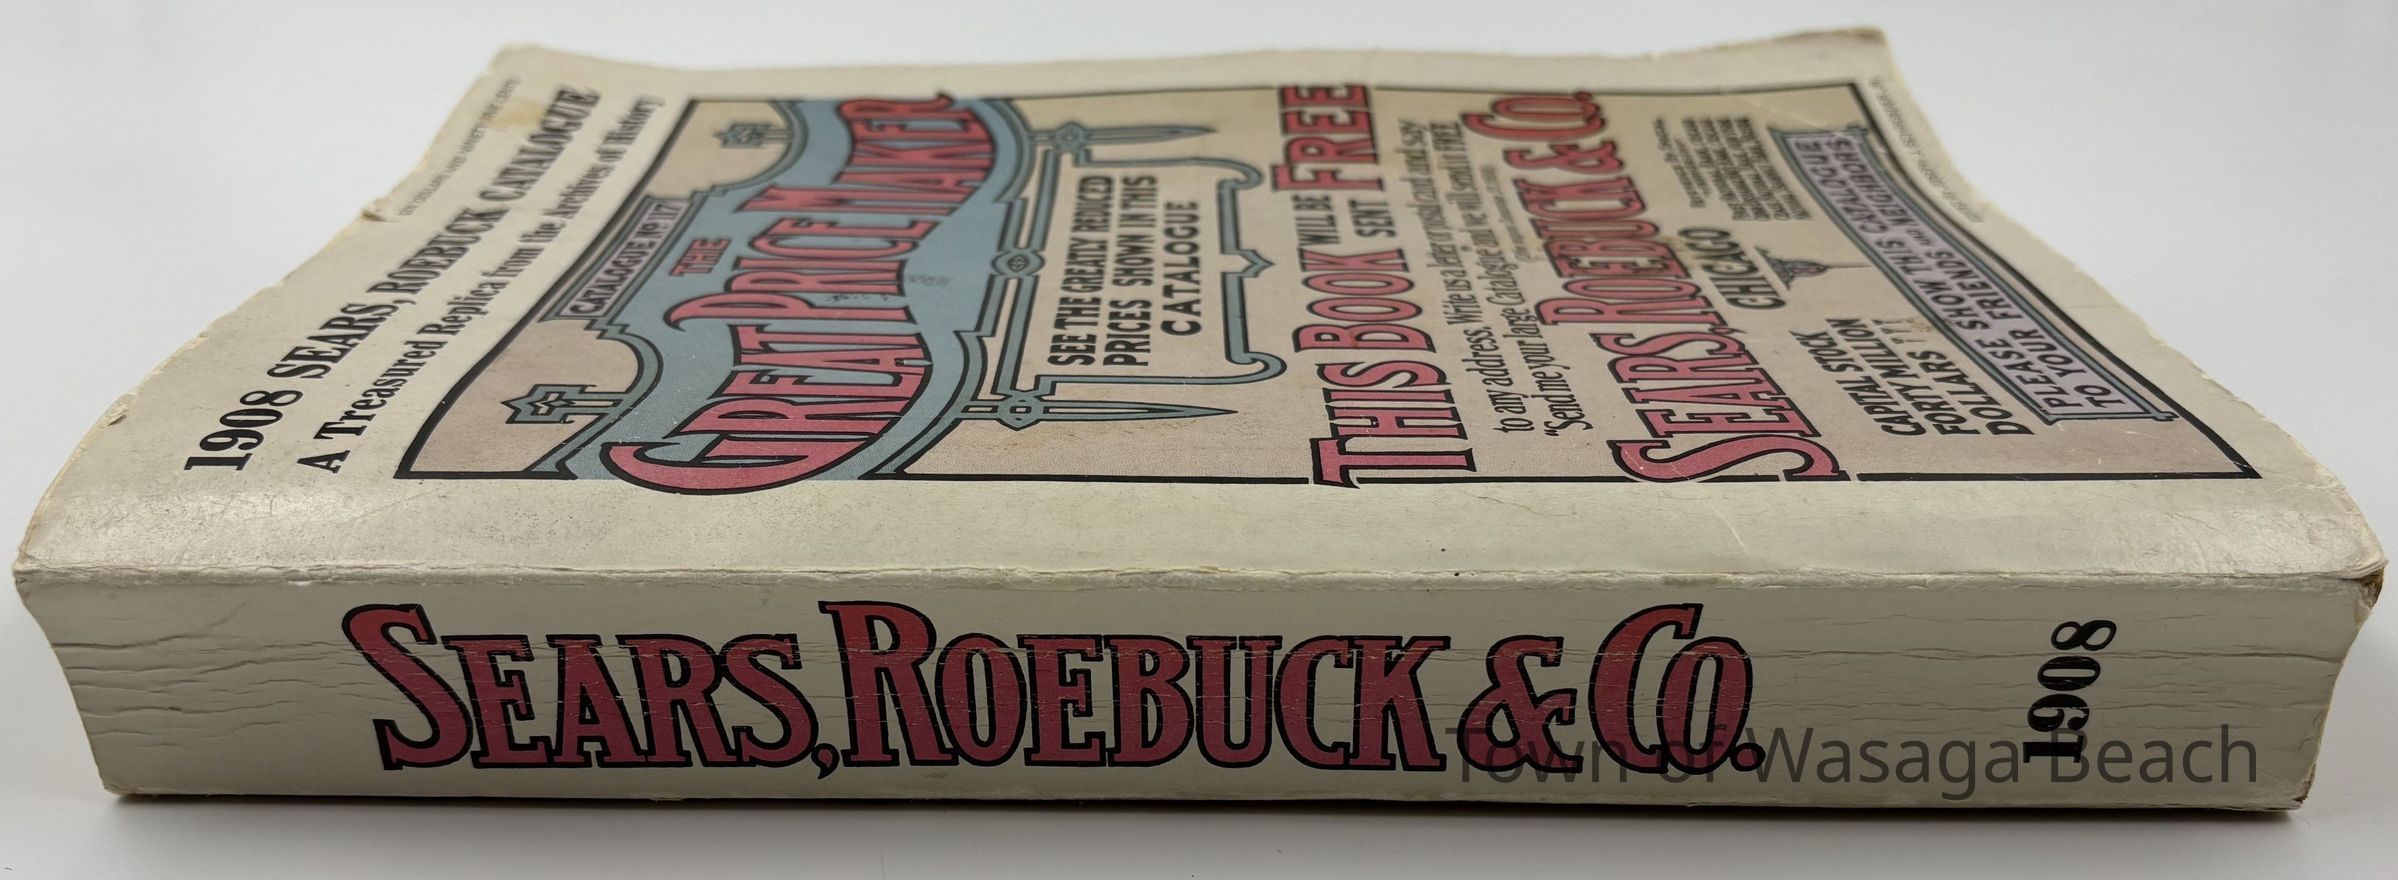 1908 SEARS, ROEBUCK CATALOGUE
A Treasured Replica from the Archives of History
CATALOGUE No 117
THE
GREAT PRICE MAKER
SEE THE GREATLY REDUCED
PRICES SHOWN IN THIS
CATALOGUE
THIS BOOK WILL BE SENT FREE
to any address. Write us a letter or postal card and say
"Send me your large Catalogue" and we will send it FREE
SEARS, ROEBUCK & CO.
CHICAGO
CAPITAL STOCK
FORTY MILLION
DOLLARS
PLEASE SHOW THIS CATALOGUE
TO YOUR FRIENDS AND NEIGHBORS
SEARS, ROEBUCK & CO.
1908
Town of Wasaga Beach